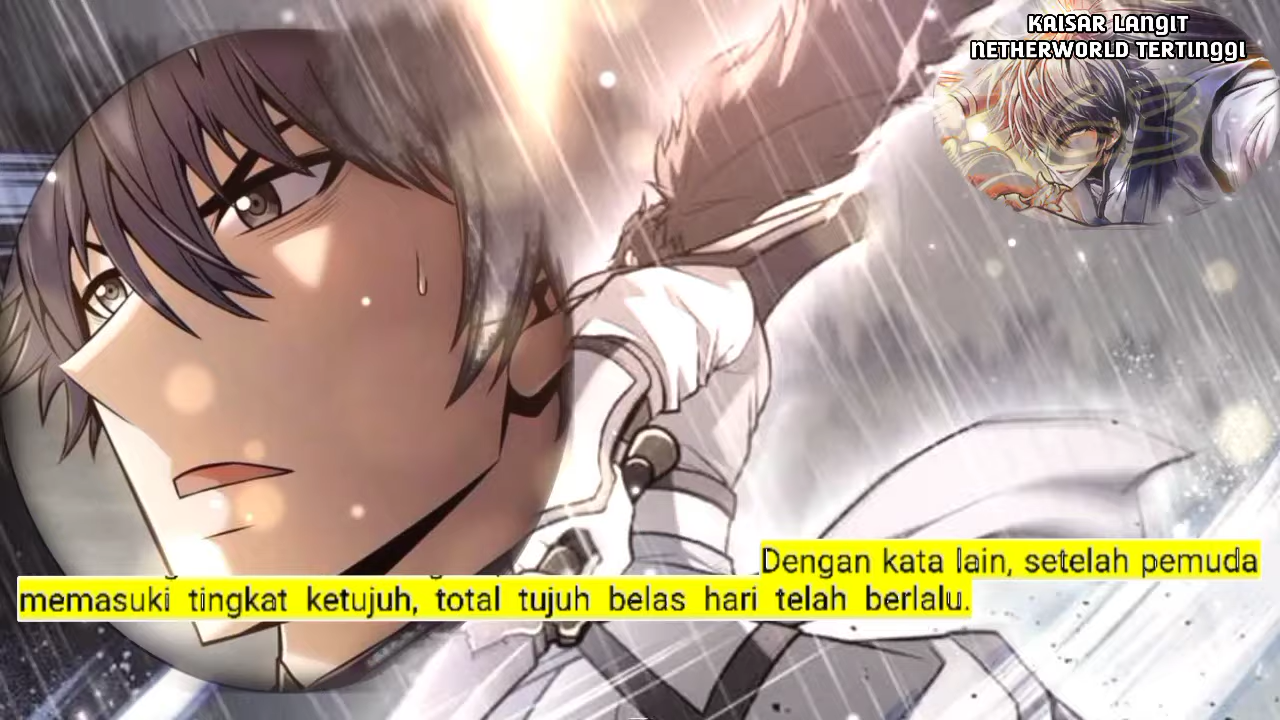 KAISAR LANGIT
NETHERWORLD TERTINGGI
Dengan kata lain, setelah pemuda
memasuki tingkat ketujuh, total tujuh belas hari telah berlalu.